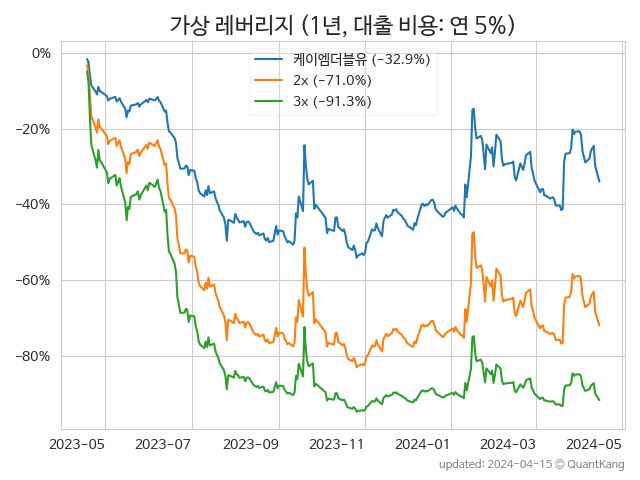 가상 레버리지 (1년, 대출 비용: 연 5%)
케이엠더블유 (−32.9%)
2x (−71.0%)
3x (−91.3%)
0%
−20%
−40%
−60%
−80%
2023−05 2023−07 2023−09 2023−11 2024−01 2024−03 2024−05
updated: 2024−04−15 © QuantKang